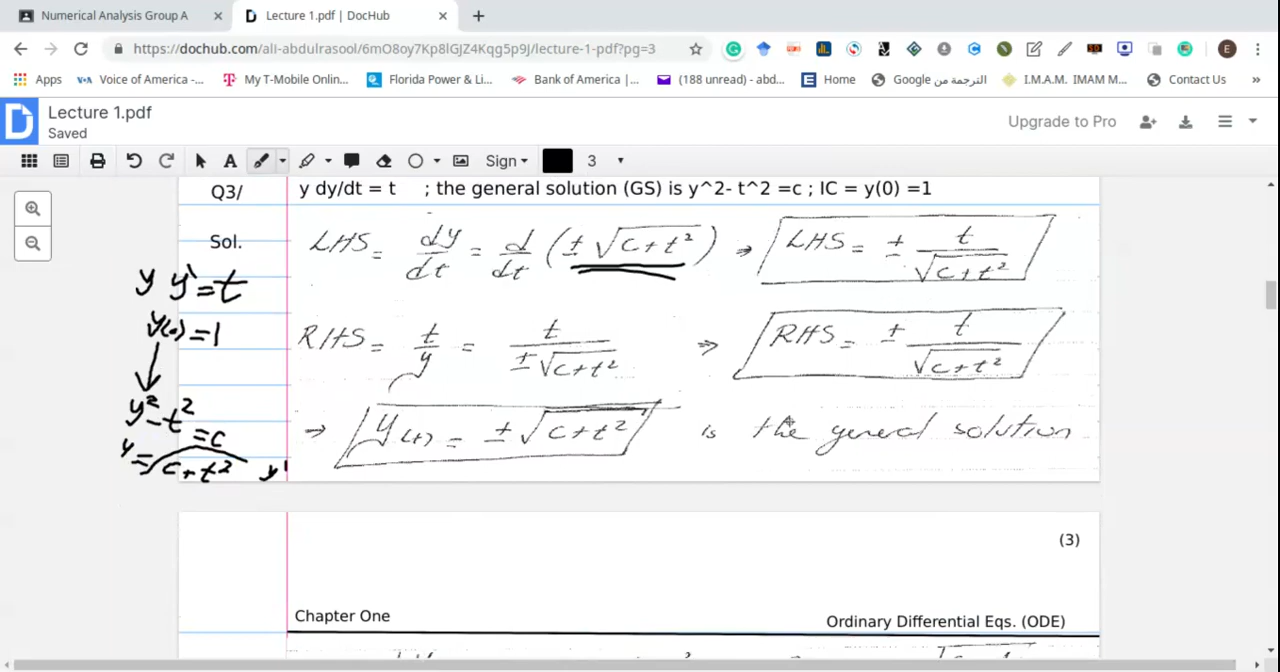 Numerical Analysis Group A
Lecture 1.pdf | DocHub
https://dochub.com/ali-abdulrasool/6mO8oy7Kp8lGJZ4Kqg5p9J/lecture-1-pdf?pg=3
E
Apps
Voice of America -...
My T-Mobile Onlin...
Florida Power & Li...
Bank of America |...
(188 unread) - abd...
Home
الترجمة من Google
I.M.A.M. IMAM M...
Contact Us
»
Lecture 1.pdf
Saved
Upgrade to Pro
A
Sign
3
Q3/ y dy/dt = t ; the general solution (GS) is y^2- t^2 =c ; IC = y(0) =1
Sol. LHS = dy/dt = d/dt (± √(c+t²)) ⇒ LHS = ± t/√(c+t²)
y y' = t
y(0) = 1
RHS = t/y = t/(±√(c+t²)) ⇒ RHS = ± t/√(c+t²)
y² - t² = c
⇒ y(t) = ± √(c+t²) is the general solution
y = √(c+t²) y'
(3)
Chapter One
Ordinary Differential Eqs. (ODE)